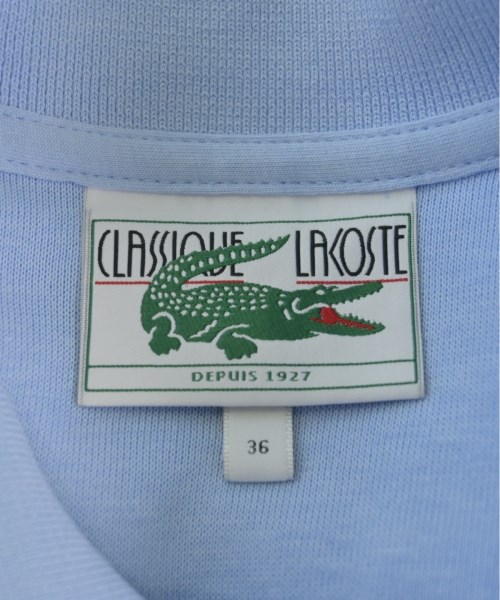 CLASSIQUE LACOSTE
DEPUIS 1927
36